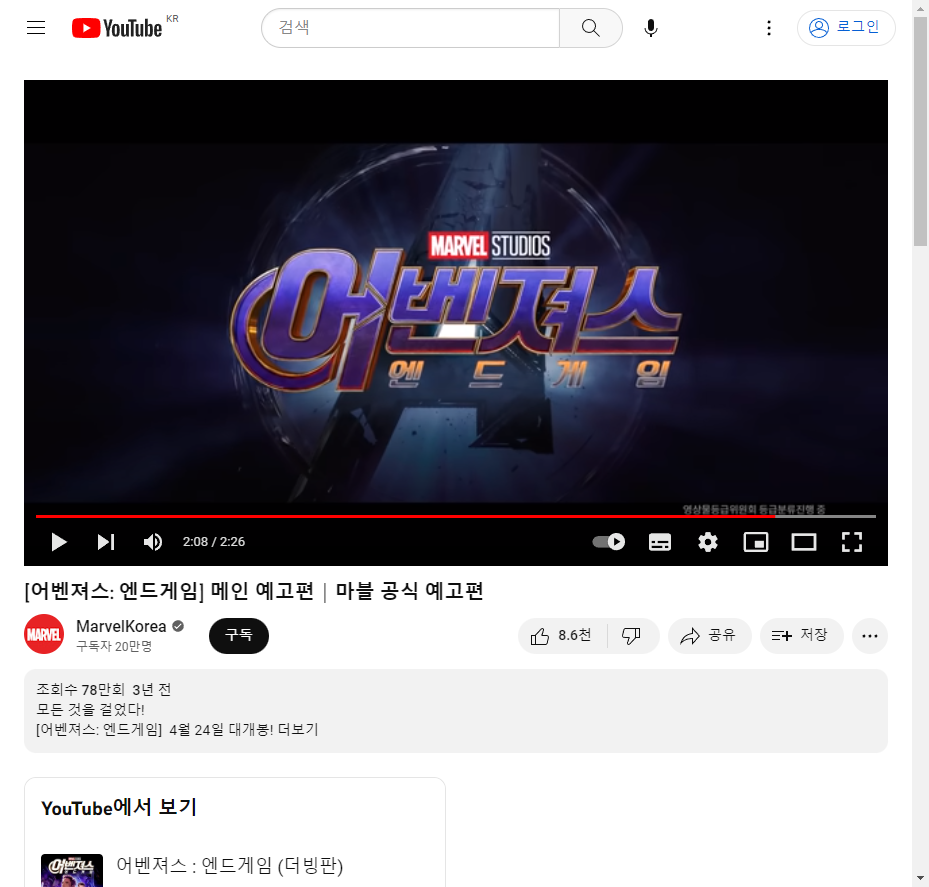 YouTube KR
검색
로그인
MARVEL STUDIOS
어벤져스
엔드게임
영상물등급위원회 등급분류진행 중
2:08 / 2:26
[어벤져스: 엔드게임] 메인 예고편 | 마블 공식 예고편
MARVEL
MarvelKorea
구독자 20만명
구독
8.6천
공유
저장
조회수 78만회 3년 전
모든 것을 걸었다!
[어벤져스: 엔드게임] 4월 24일 대개봉! 더보기
YouTube에서 보기
어벤져스
어벤져스 : 엔드게임 (더빙판)